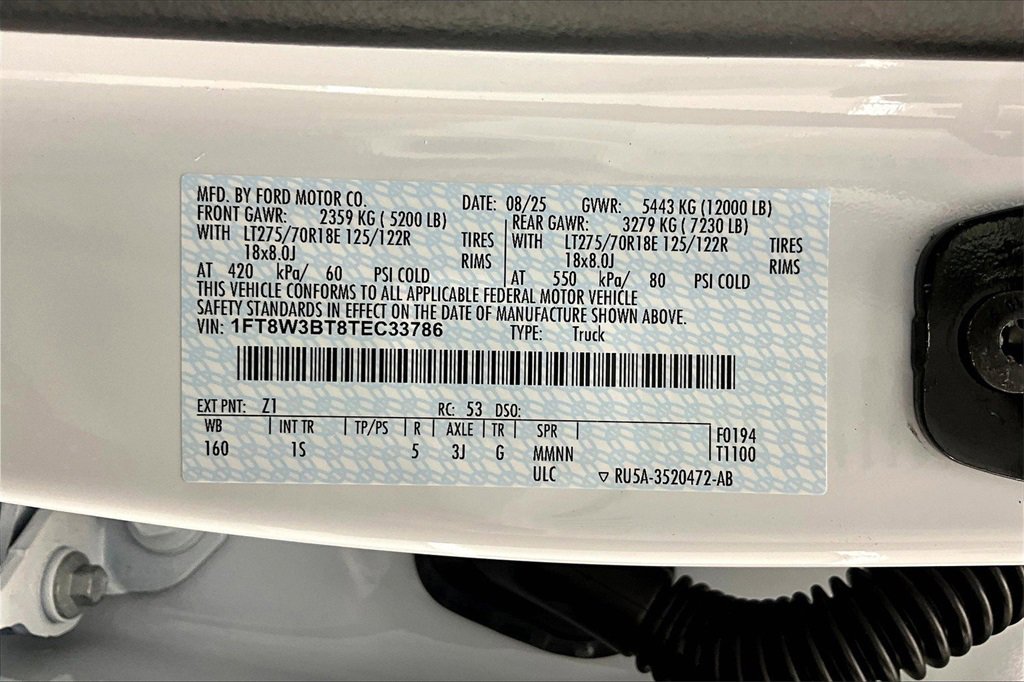 MFD. BY FORD MOTOR CO. DATE: 08/25 GVWR: 5443 KG (12000 LB)
FRONT GAWR: 2359 KG ( 5200 LB) REAR GAWR: 3279 KG ( 7230 LB)
WITH LT275/70R18E 125/122R TIRES WITH LT275/70R18E 125/122R TIRES
18x8.0J RIMS 18x8.0J RIMS
AT 420 kPa/ 60 PSI COLD AT 550 kPa/ 80 PSI COLD
THIS VEHICLE CONFORMS TO ALL APPLICABLE FEDERAL MOTOR VEHICLE
SAFETY STANDARDS IN EFFECT ON THE DATE OF MANUFACTURE SHOWN ABOVE.
VIN: 1FT8W3BT8TEC33786 TYPE: Truck
EXT PNT: Z1 RC: 53 DSO:
WB INT TR TP/PS R AXLE TR SPR F0194
160 1S 5 3J G MMNN T1100
ULC ▽ RU5A-3520472-AB